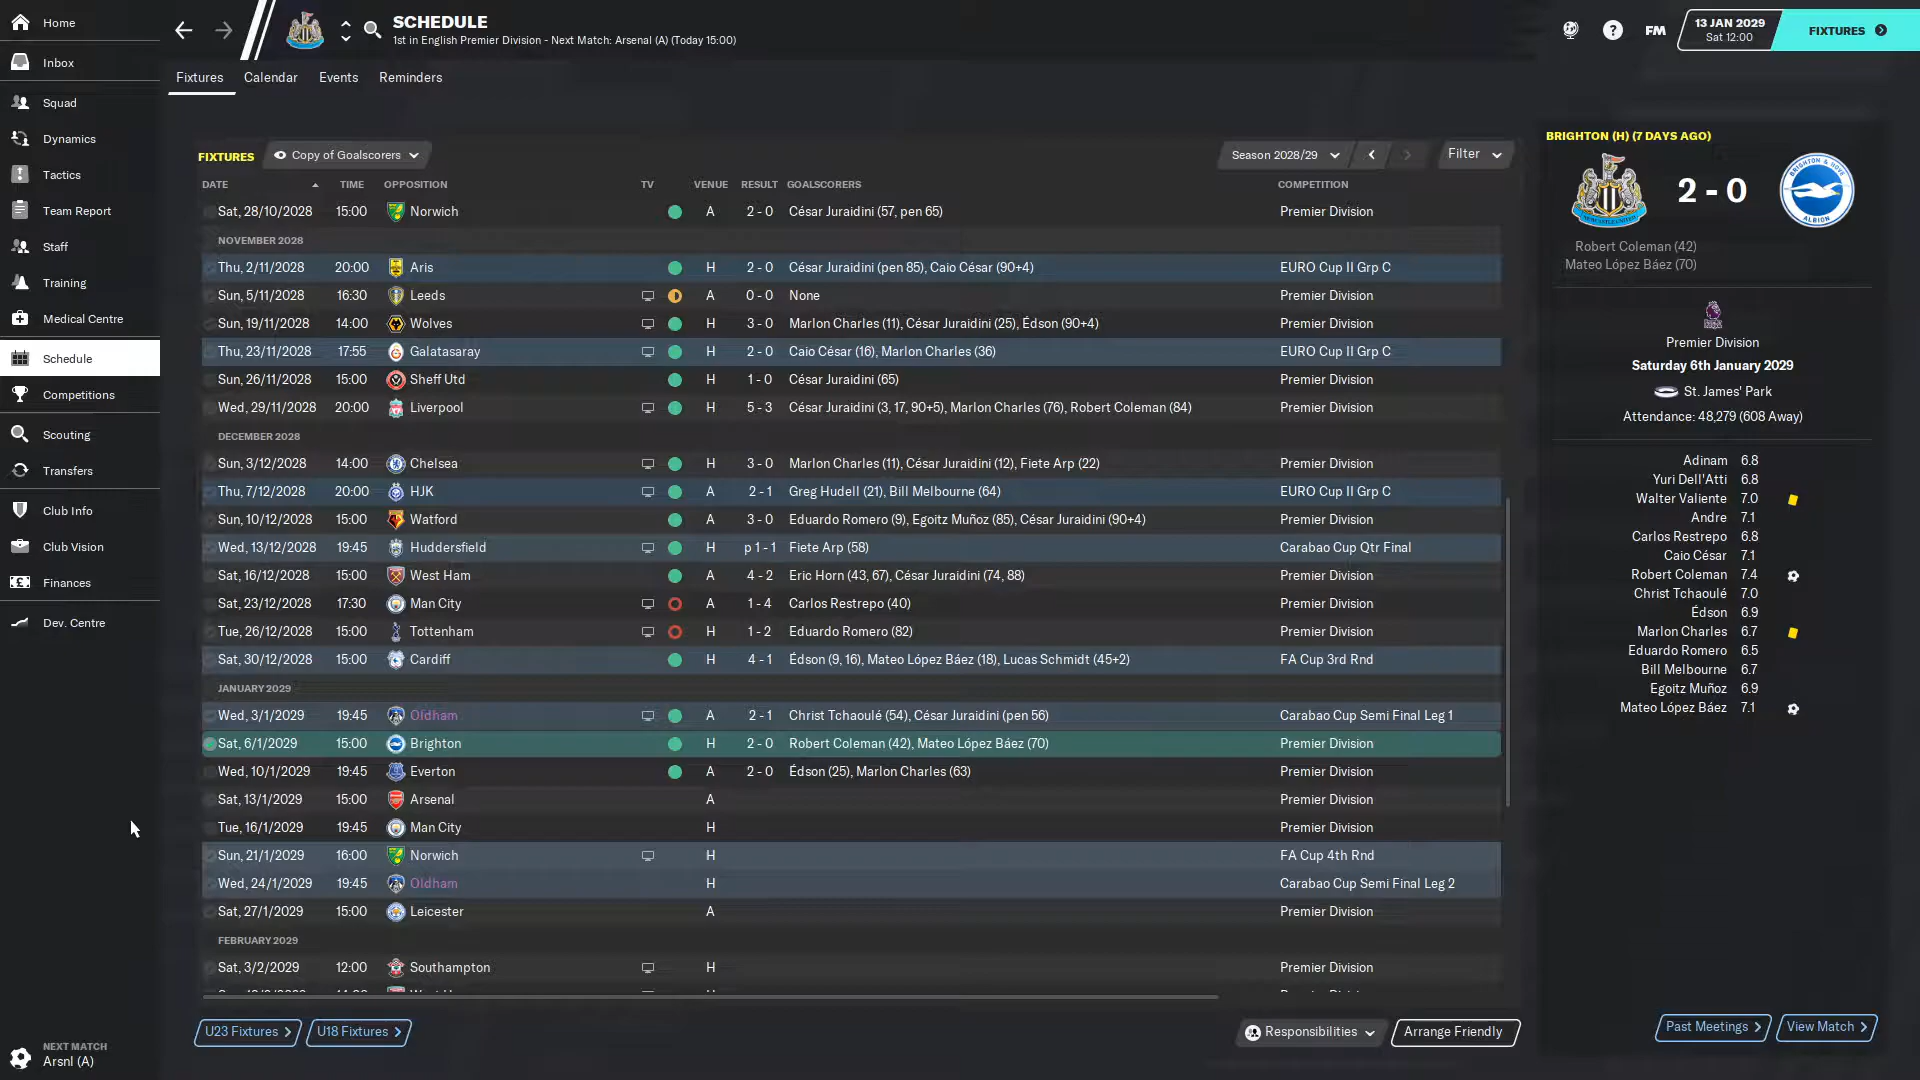 Home
Inbox
Squad
Dynamics
Tactics
Team Report
Staff
Training
Medical Centre
Schedule
Competitions
Scouting
Transfers
Club Info
Club Vision
Finances
Dev. Centre
NEXT MATCH
Arsnl (A)
SCHEDULE
1st in English Premier Division - Next Match: Arsenal (A) (Today 15:00)
FM
13 JAN 2029
Sat 12:00
FIXTURES
Fixtures Calendar Events Reminders
FIXTURES Copy of Goalscorers Season 2028/29 Filter
DATE TIME OPPOSITION TV VENUE RESULT GOALSCORERS COMPETITION
Sat, 28/10/2028 15:00 Norwich A 2 - 0 César Juraidini (57, pen 65) Premier Division
NOVEMBER 2028
Thu, 2/11/2028 20:00 Aris H 2 - 0 César Juraidini (pen 85), Caio César (90+4) EURO Cup II Grp C
Sun, 5/11/2028 16:30 Leeds A 0 - 0 None Premier Division
Sun, 19/11/2028 14:00 Wolves H 3 - 0 Marlon Charles (11), César Juraidini (25), Édson (90+4) Premier Division
Thu, 23/11/2028 17:55 Galatasaray H 2 - 0 Caio César (16), Marlon Charles (36) EURO Cup II Grp C
Sun, 26/11/2028 15:00 Sheff Utd H 1 - 0 César Juraidini (65) Premier Division
Wed, 29/11/2028 20:00 Liverpool H 5 - 3 César Juraidini (3, 17, 90+5), Marlon Charles (76), Robert Coleman (84) Premier Division
DECEMBER 2028
Sun, 3/12/2028 14:00 Chelsea H 3 - 0 Marlon Charles (11), César Juraidini (12), Fiete Arp (22) Premier Division
Thu, 7/12/2028 20:00 HJK A 2 - 1 Greg Hudell (21), Bill Melbourne (64) EURO Cup II Grp C
Sun, 10/12/2028 15:00 Watford A 3 - 0 Eduardo Romero (9), Egoitz Muñoz (85), César Juraidini (90+4) Premier Division
Wed, 13/12/2028 19:45 Huddersfield H p 1 - 1 Fiete Arp (58) Carabao Cup Qtr Final
Sat, 16/12/2028 15:00 West Ham A 4 - 2 Eric Horn (43, 67), César Juraidini (74, 88) Premier Division
Sat, 23/12/2028 17:30 Man City A 1 - 4 Carlos Restrepo (40) Premier Division
Tue, 26/12/2028 15:00 Tottenham H 1 - 2 Eduardo Romero (82) Premier Division
Sat, 30/12/2028 15:00 Cardiff H 4 - 1 Édson (9, 16), Mateo López Báez (18), Lucas Schmidt (45+2) FA Cup 3rd Rnd
JANUARY 2029
Wed, 3/1/2029 19:45 Oldham A 2 - 1 Christ Tchaoulé (54), César Juraidini (pen 56) Carabao Cup Semi Final Leg 1
Sat, 6/1/2029 15:00 Brighton H 2 - 0 Robert Coleman (42), Mateo López Báez (70) Premier Division
Wed, 10/1/2029 19:45 Everton A 2 - 0 Édson (25), Marlon Charles (63) Premier Division
Sat, 13/1/2029 15:00 Arsenal A Premier Division
Tue, 16/1/2029 19:45 Man City H Premier Division
Sun, 21/1/2029 16:00 Norwich H FA Cup 4th Rnd
Wed, 24/1/2029 19:45 Oldham H Carabao Cup Semi Final Leg 2
Sat, 27/1/2029 15:00 Leicester A Premier Division
FEBRUARY 2029
Sat, 3/2/2029 12:00 Southampton H Premier Division
U23 Fixtures U18 Fixtures Responsibilities Arrange Friendly
BRIGHTON (H) (7 DAYS AGO)
2 - 0
Robert Coleman (42)
Mateo López Báez (70)
Premier Division
Saturday 6th January 2029
St. James' Park
Attendance: 48,279 (608 Away)
Adinam 6.8
Yuri Dell'Atti 6.8
Walter Valiente 7.0
Andre 7.1
Carlos Restrepo 6.8
Caio César 7.1
Robert Coleman 7.4
Christ Tchaoulé 7.0
Édson 6.9
Marlon Charles 6.7
Eduardo Romero 6.5
Bill Melbourne 6.7
Egoitz Muñoz 6.9
Mateo López Báez 7.1
Past Meetings View Match